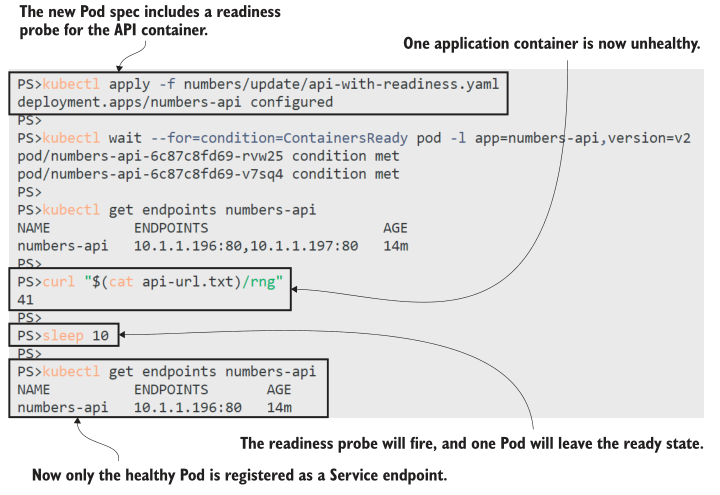 The new Pod spec includes a readiness
probe for the API container.
One application container is now unhealthy.
PS>kubectl apply -f numbers/update/api-with-readiness.yaml
deployment.apps/numbers-api configured
PS>
PS>kubectl wait --for=condition=ContainersReady pod -l app=numbers-api,version=v2
pod/numbers-api-6c87c8fd69-rvw25 condition met
pod/numbers-api-6c87c8fd69-v7sq4 condition met
PS>
PS>kubectl get endpoints numbers-api
NAME ENDPOINTS AGE
numbers-api 10.1.1.196:80,10.1.1.197:80 14m
PS>
PS>curl "$(cat api-url.txt)/rng"
41
PS>
PS>sleep 10
PS>
PS>kubectl get endpoints numbers-api
NAME ENDPOINTS AGE
numbers-api 10.1.1.196:80 14m
The readiness probe will fire, and one Pod will leave the ready state.
Now only the healthy Pod is registered as a Service endpoint.